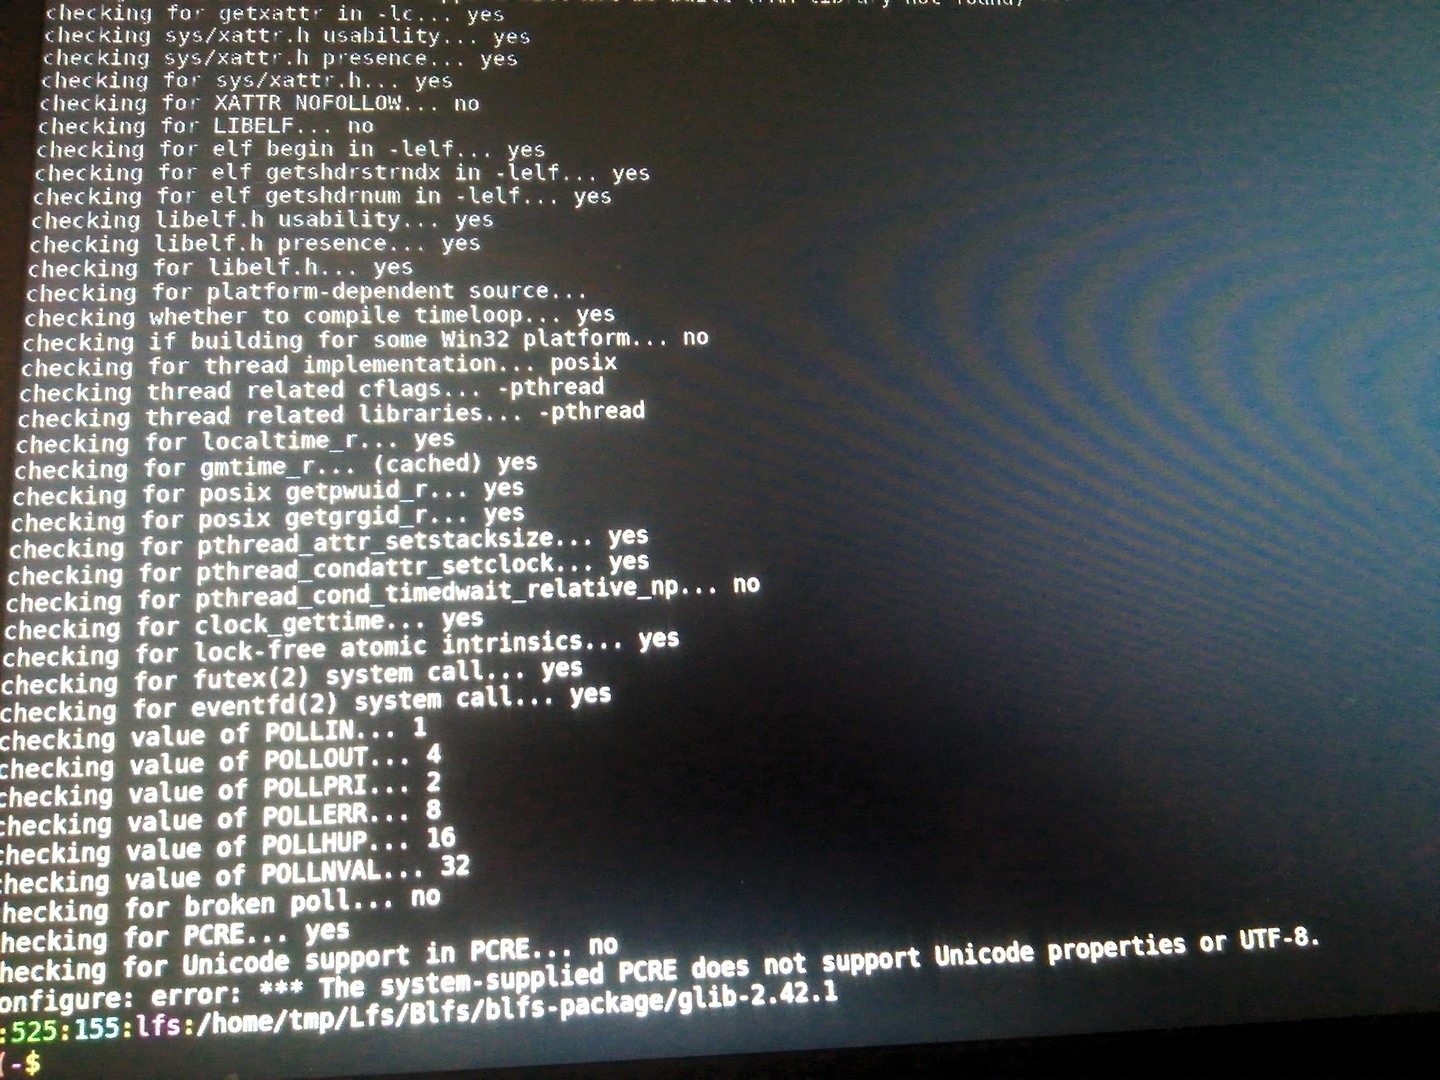 checking for getxattr in -lc... yes
checking sys/xattr.h usability... yes
checking sys/xattr.h presence... yes
checking for sys/xattr.h... yes
checking for XATTR NOFOLLOW... no
checking for LIBELF... no
checking for elf begin in -lelf... yes
checking for elf getshdrstrndx in -lelf... yes
checking for elf getshdrnum in -lelf... yes
checking libelf.h usability... yes
checking libelf.h presence... yes
checking for libelf.h... yes
checking for platform-dependent source...
checking whether to compile timeloop... yes
checking if building for some Win32 platform... no
checking for thread implementation... posix
checking thread related cflags... -pthread
checking thread related libraries... -pthread
checking for localtime_r... yes
checking for gmtime_r... (cached) yes
checking for posix getpwuid_r... yes
checking for posix getgrgid_r... yes
checking for pthread_attr_setstacksize... yes
checking for pthread_condattr_setclock... yes
checking for pthread_cond_timedwait_relative_np... no
checking for clock_gettime... yes
checking for lock-free atomic intrinsics... yes
checking for futex(2) system call... yes
checking for eventfd(2) system call... yes
checking value of POLLIN... 1
checking value of POLLOUT... 4
checking value of POLLPRI... 2
checking value of POLLERR... 8
checking value of POLLHUP... 16
checking value of POLLNVAL... 32
hecking for broken poll... no
hecking for PCRE... yes
hecking for Unicode support in PCRE... no
onfigure: error: *** The system-supplied PCRE does not support Unicode properties or UTF-8.
:525:155:lfs:/home/tmp/Lfs/Blfs/blfs-package/glib-2.42.1
(-$